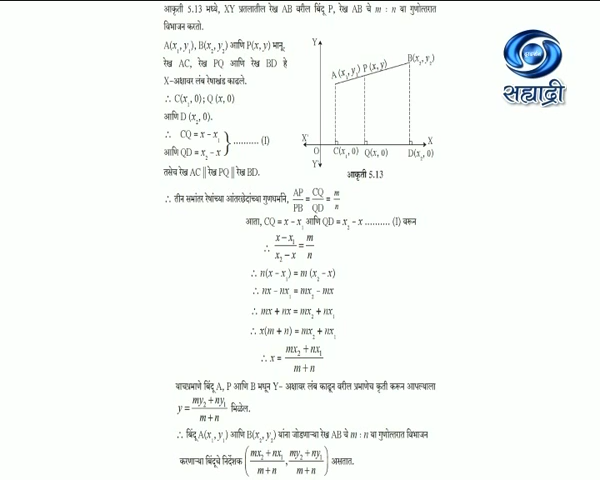 आकृती 5.13 मध्ये, XY प्रतलातील रेख AB वरील बिंदू P, रेख AB चे m : n या गुणोत्तरात
विभाजन करतो.
A(x₁, y₁), B(x₂, y₂) आणि P(x, y) मानू.
रेख AC, रेख PQ आणि रेख BD हे
X-अक्षावर लंब रेषाखंड काढले.
∴ C(x₁, 0); Q (x, 0)
आणि D (x₂, 0).
∴ CQ = x − x₁
आणि QD = x₂ − x } .......... (I)
तसेच रेख AC || रेख PQ || रेख BD.
Y
B(x₂, y₂)
A (x₁, y₁) P (x, y)
X' O C(x₁, 0) Q(x, 0) D(x₂, 0) X
Y'
आकृती 5.13
सह्याद्री
∴ तीन समांतर रेषांच्या आंतरछेदांच्या गुणधर्माने, AP/PB = CQ/QD = m/n
आता, CQ = x − x₁ आणि QD = x₂ − x .......... (I) वरून
∴ (x − x₁)/(x₂ − x) = m/n
∴ n(x − x₁) = m (x₂ − x)
∴ nx − nx₁ = mx₂ − mx
∴ mx + nx = mx₂ + nx₁
∴ x(m + n) = mx₂ + nx₁
∴ x = (mx₂ + nx₁)/(m + n)
याचप्रमाणे बिंदू A, P आणि B मधून Y- अक्षावर लंब काढून वरील प्रमाणेच कृती करून आपल्याला
y = (my₂ + ny₁)/(m + n) मिळेल.
∴ बिंदू A(x₁, y₁) आणि B(x₂, y₂) यांना जोडणाऱ्या रेख AB चे m : n या गुणोत्तरात विभाजन
करणाऱ्या बिंदूचे निर्देशक ((mx₂ + nx₁)/(m + n), (my₂ + ny₁)/(m + n)) असतात.